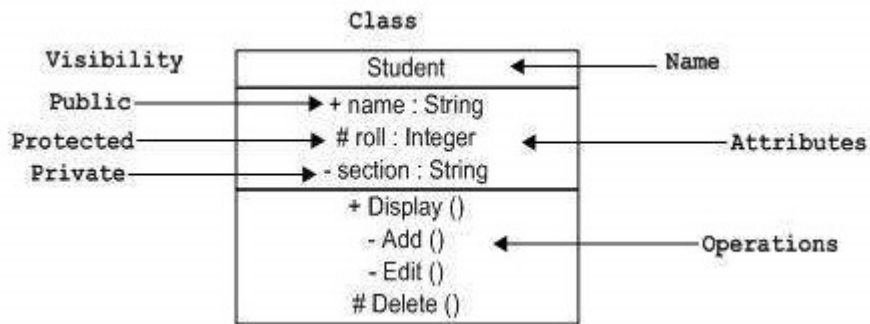 Class
Visibility
Student
Name
Public
+ name : String
Protected
# roll : Integer
Attributes
Private
- section : String
+ Display ()
- Add ()
Operations
- Edit ()
# Delete ()